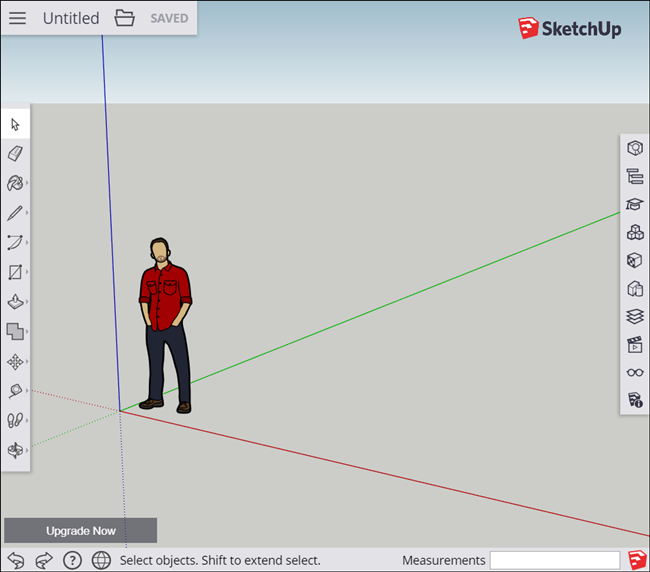 Untitled
SAVED
SketchUp
Upgrade Now
?
Select objects. Shift to extend select.
Measurements